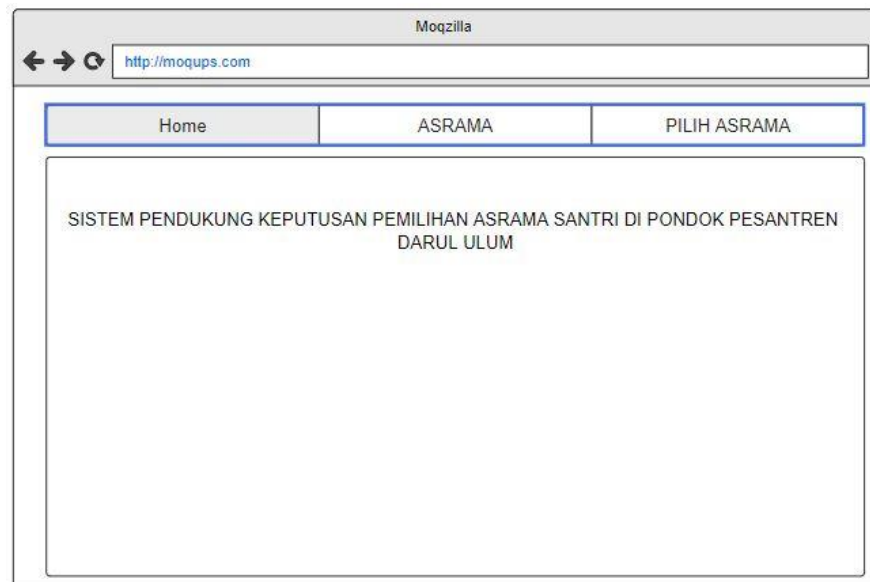 Moqzilla
http://moqups.com
Home ASRAMA PILIH ASRAMA
SISTEM PENDUKUNG KEPUTUSAN PEMILIHAN ASRAMA SANTRI DI PONDOK PESANTREN
DARUL ULUM